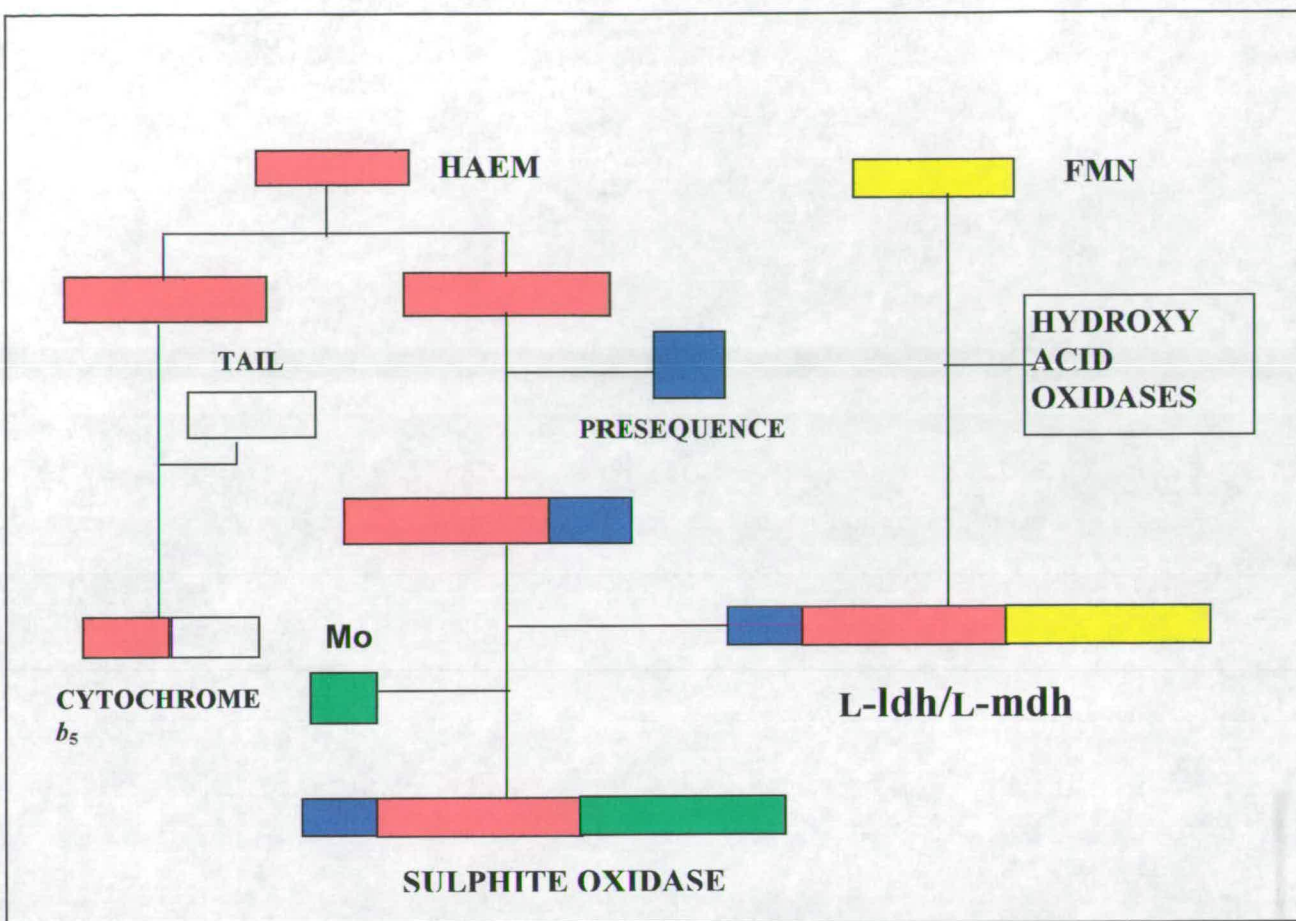 HAEM
FMN
HYDROXY
ACID
OXIDASES
TAIL
PRESEQUENCE
Mo
CYTOCHROME
b₅
L-ldh/L-mdh
SULPHITE OXIDASE